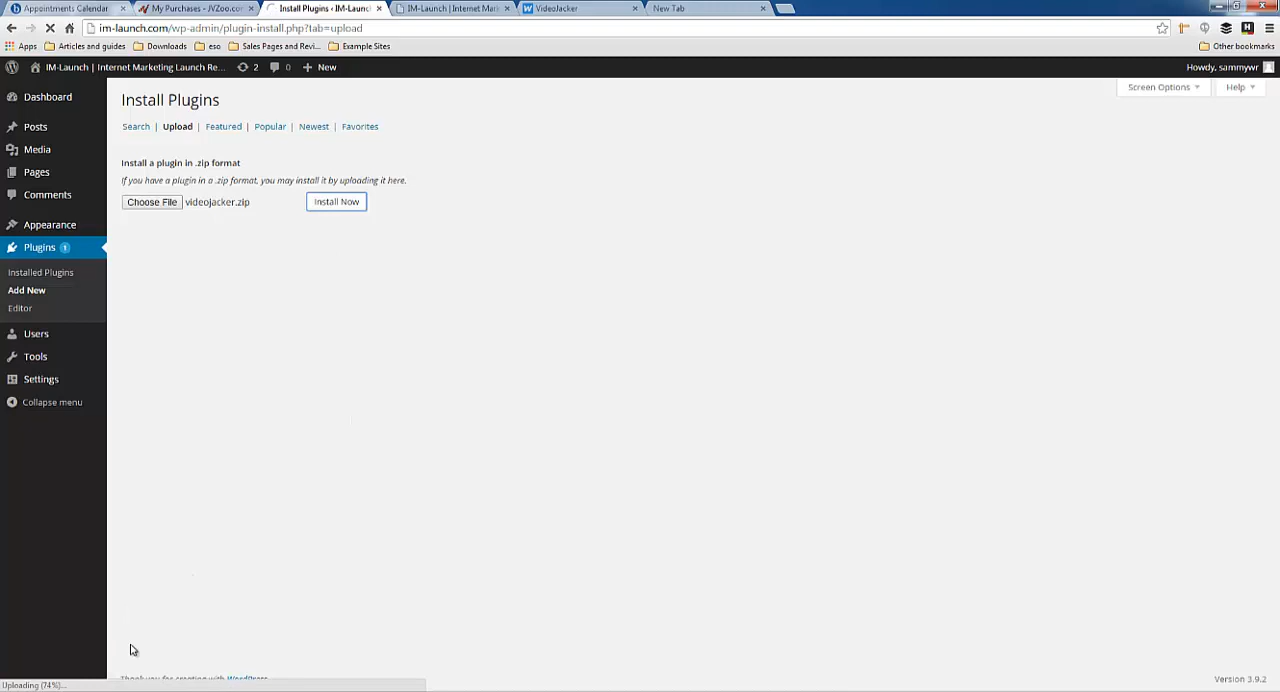 Appointments Calendar
My Purchases - JVZoo.co
Install Plugins ‹ IM-Launch
IM-Launch | Internet Mark
VideoJacker
New Tab
im-launch.com/wp-admin/plugin-install.php?tab=upload
Apps
Articles and guides
Downloads
eso
Sales Pages and Revi...
Example Sites
Other bookmarks
IM-Launch | Internet Marketing Launch Re...
2
0
New
Howdy, sammywr
Screen Options
Help
Dashboard
Posts
Media
Pages
Comments
Appearance
Plugins 1
Installed Plugins
Add New
Editor
Users
Tools
Settings
Collapse menu
Install Plugins
Search | Upload | Featured | Popular | Newest | Favorites
Install a plugin in .zip format
If you have a plugin in a .zip format, you may install it by uploading it here.
Choose File videojacker.zip
Install Now
Thank you for creating with WordPress
Version 3.9.2
Uploading (74%)...